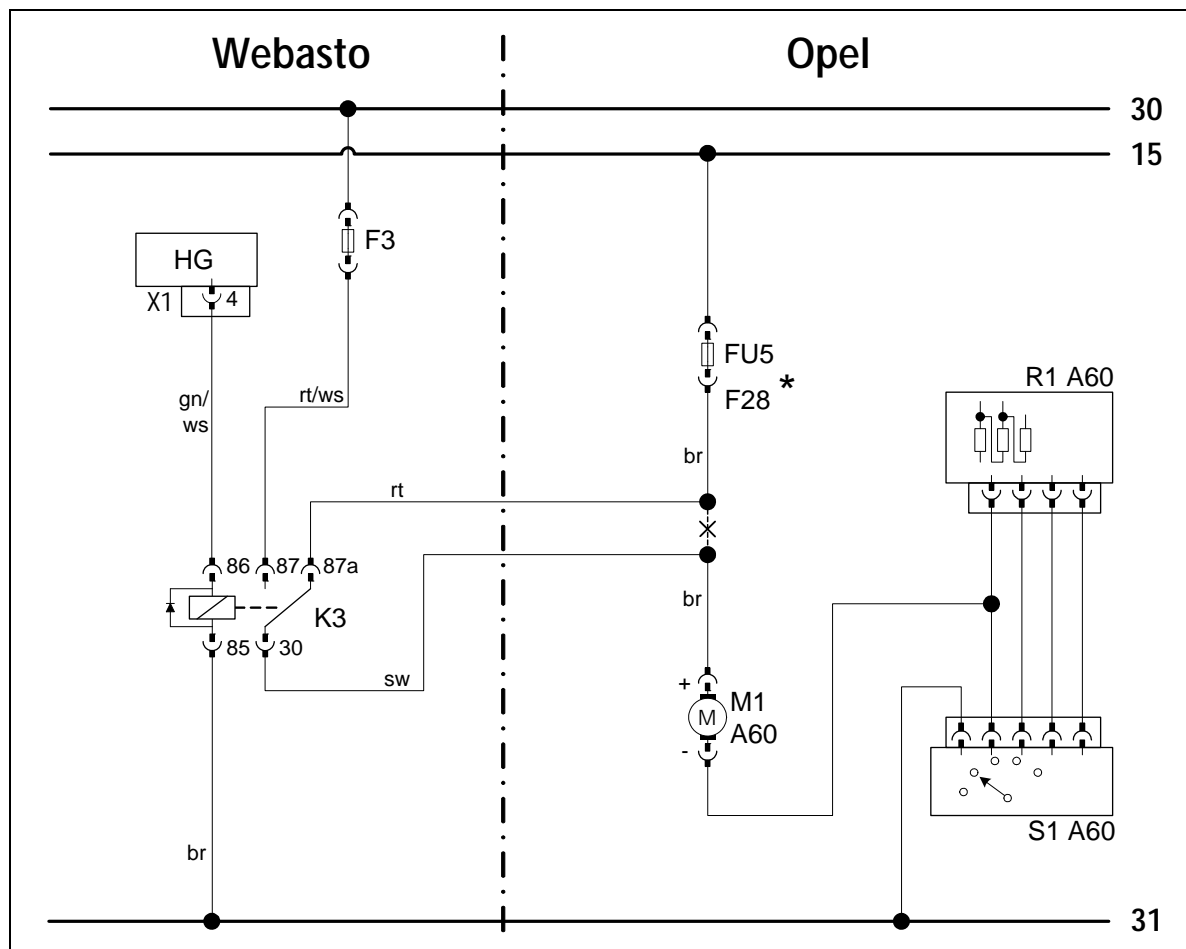 Webasto
Opel
30
15
F3
HG
X1
4
FU5
F28 *
R1 A60
gn/
ws
rt/ws
br
rt
86
87
87a
K3
br
85
30
sw
+
M
M1
A60
-
S1 A60
br
31